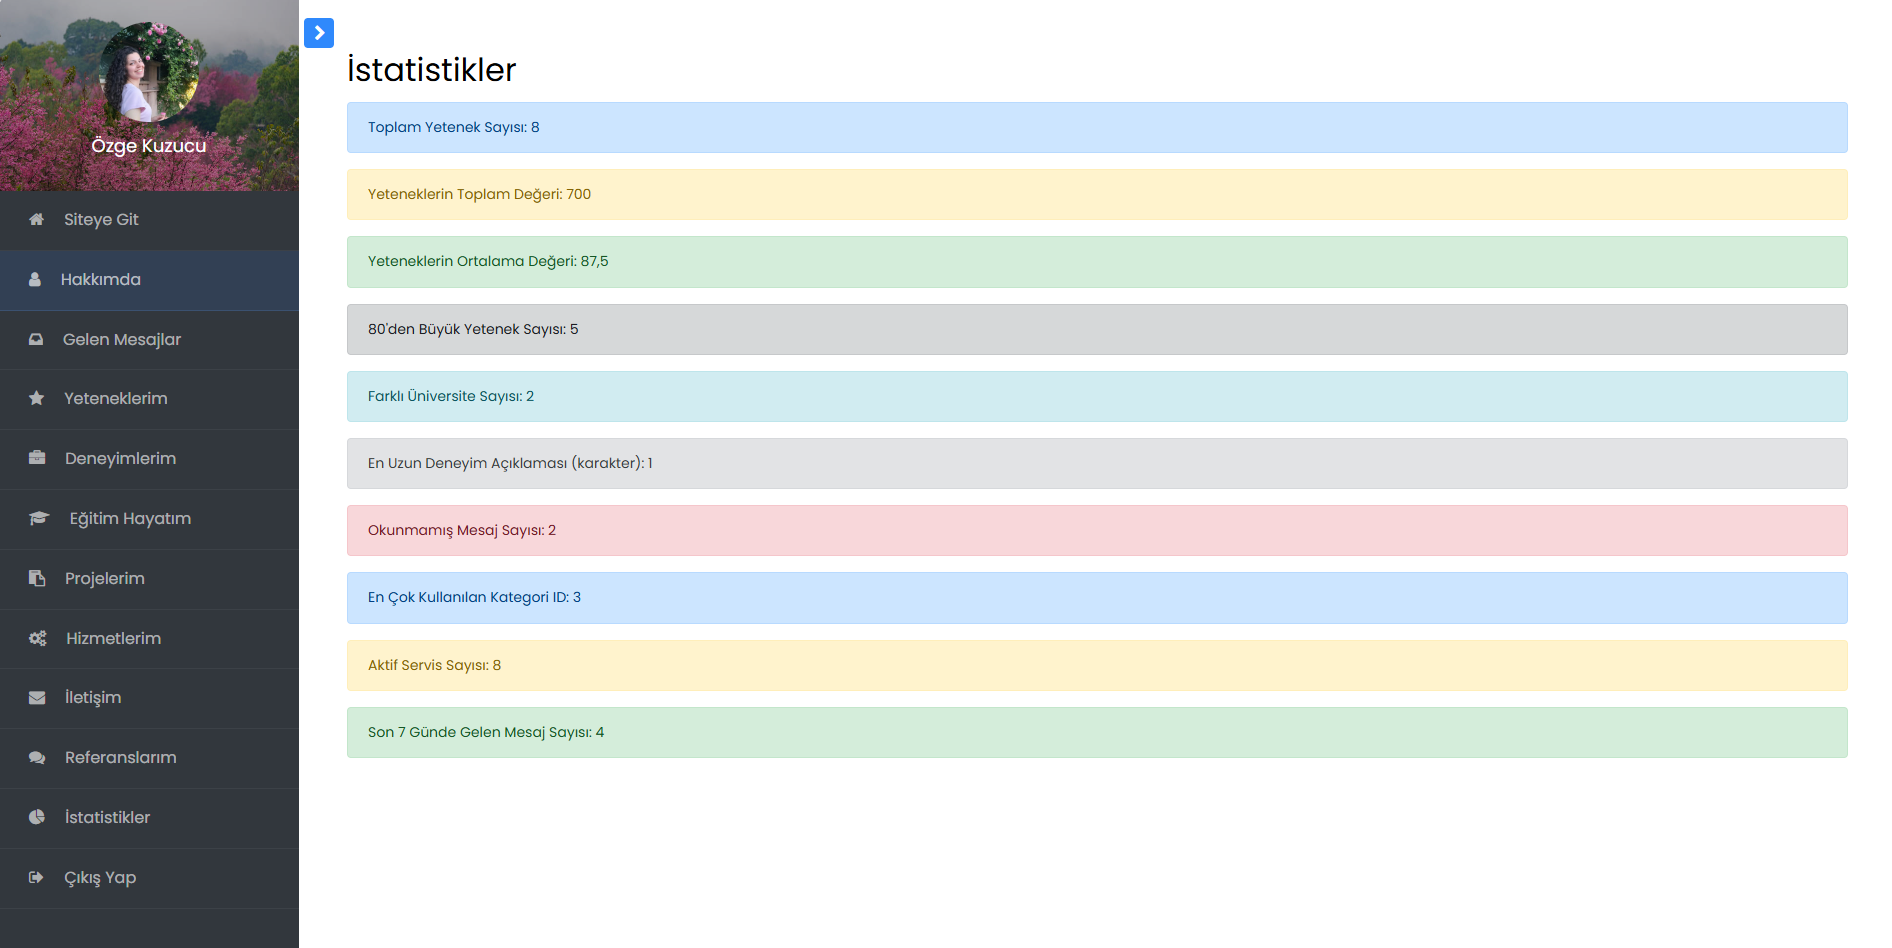 Özge Kuzucu
Siteye Git
Hakkımda
Gelen Mesajlar
Yeteneklerim
Deneyimlerim
Eğitim Hayatım
Projelerim
Hizmetlerim
İletişim
Referanslarım
İstatistikler
Çıkış Yap
İstatistikler
Toplam Yetenek Sayısı: 8
Yeteneklerin Toplam Değeri: 700
Yeteneklerin Ortalama Değeri: 87,5
80'den Büyük Yetenek Sayısı: 5
Farklı Üniversite Sayısı: 2
En Uzun Deneyim Açıklaması (karakter): 1
Okunmamış Mesaj Sayısı: 2
En Çok Kullanılan Kategori ID: 3
Aktif Servis Sayısı: 8
Son 7 Günde Gelen Mesaj Sayısı: 4